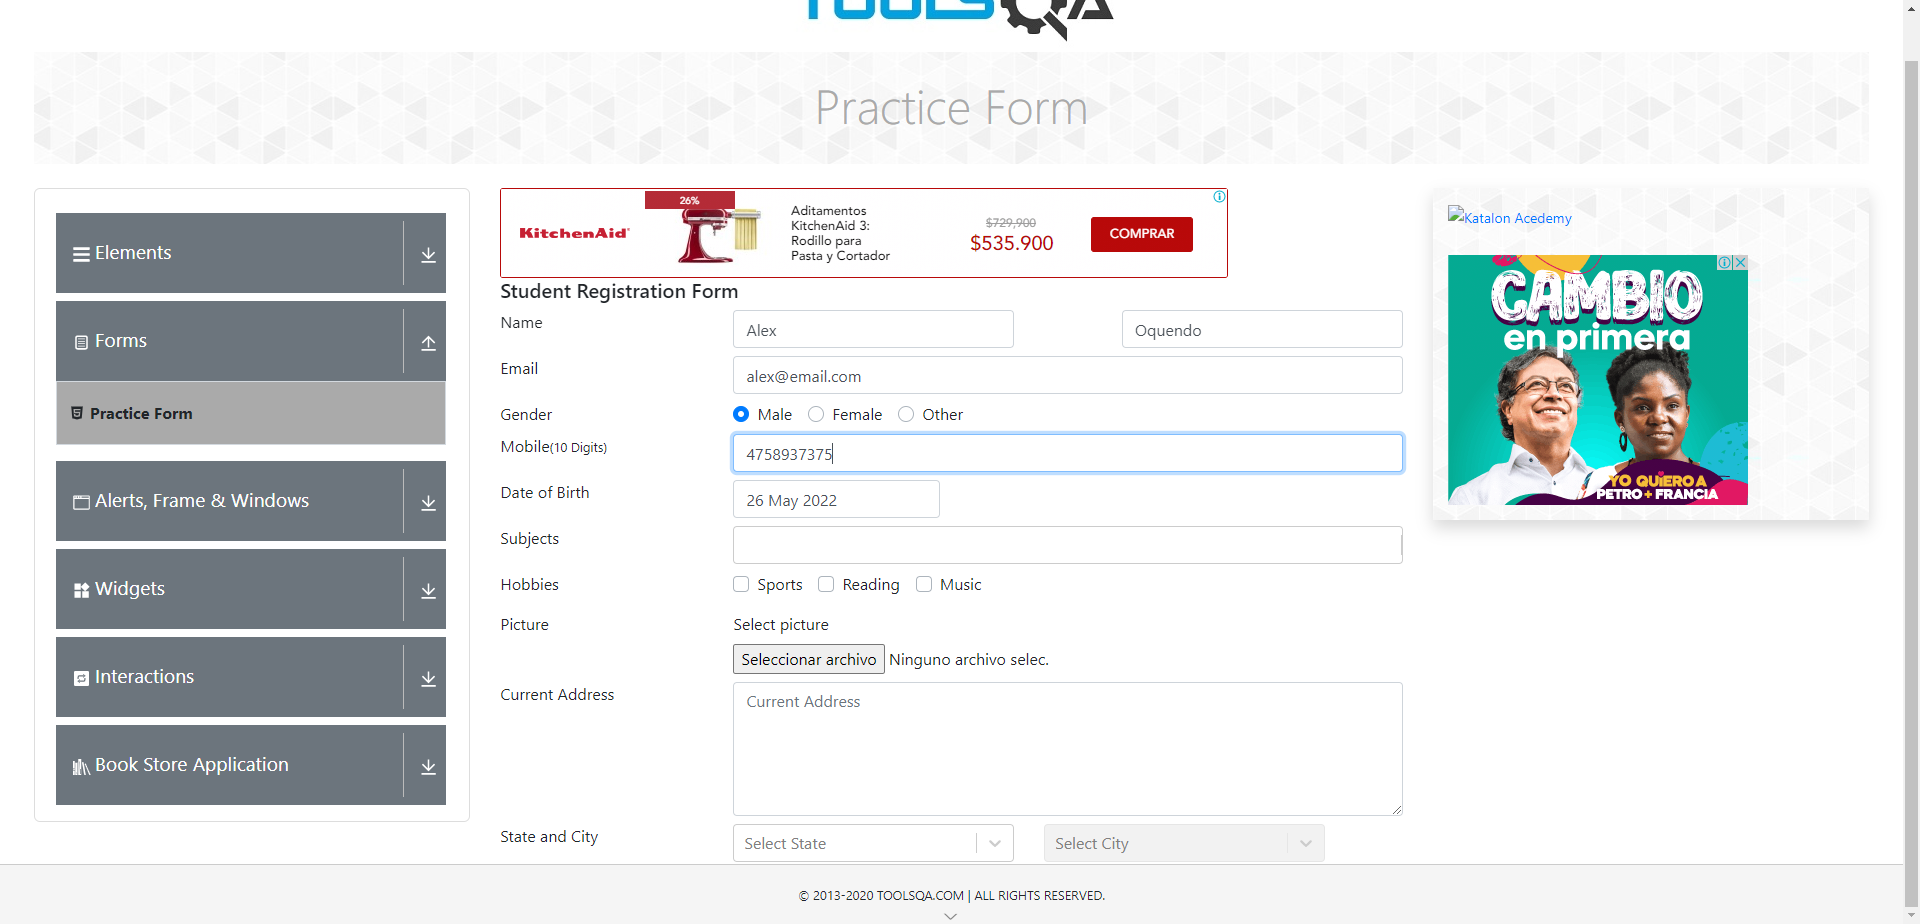 TOOLSQA
Practice Form
Elements
Forms
Practice Form
Alerts, Frame & Windows
Widgets
Interactions
Book Store Application
26%
KitchenAid
Aditamentos
KitchenAid 3:
Rodillo para
Pasta y Cortador
$729,900
$535.900
COMPRAR
Student Registration Form
Name
Alex
Oquendo
Email
alex@email.com
Gender
Male
Female
Other
Mobile(10 Digits)
4758937375
Date of Birth
26 May 2022
Subjects
Hobbies
Sports
Reading
Music
Picture
Select picture
Seleccionar archivo
Ninguno archivo selec.
Current Address
Current Address
State and City
Select State
Select City
Katalon Acedemy
CAMBIO
en primera
YO QUIERO A
PETRO + FRANCIA
© 2013-2020 TOOLSQA.COM | ALL RIGHTS RESERVED.